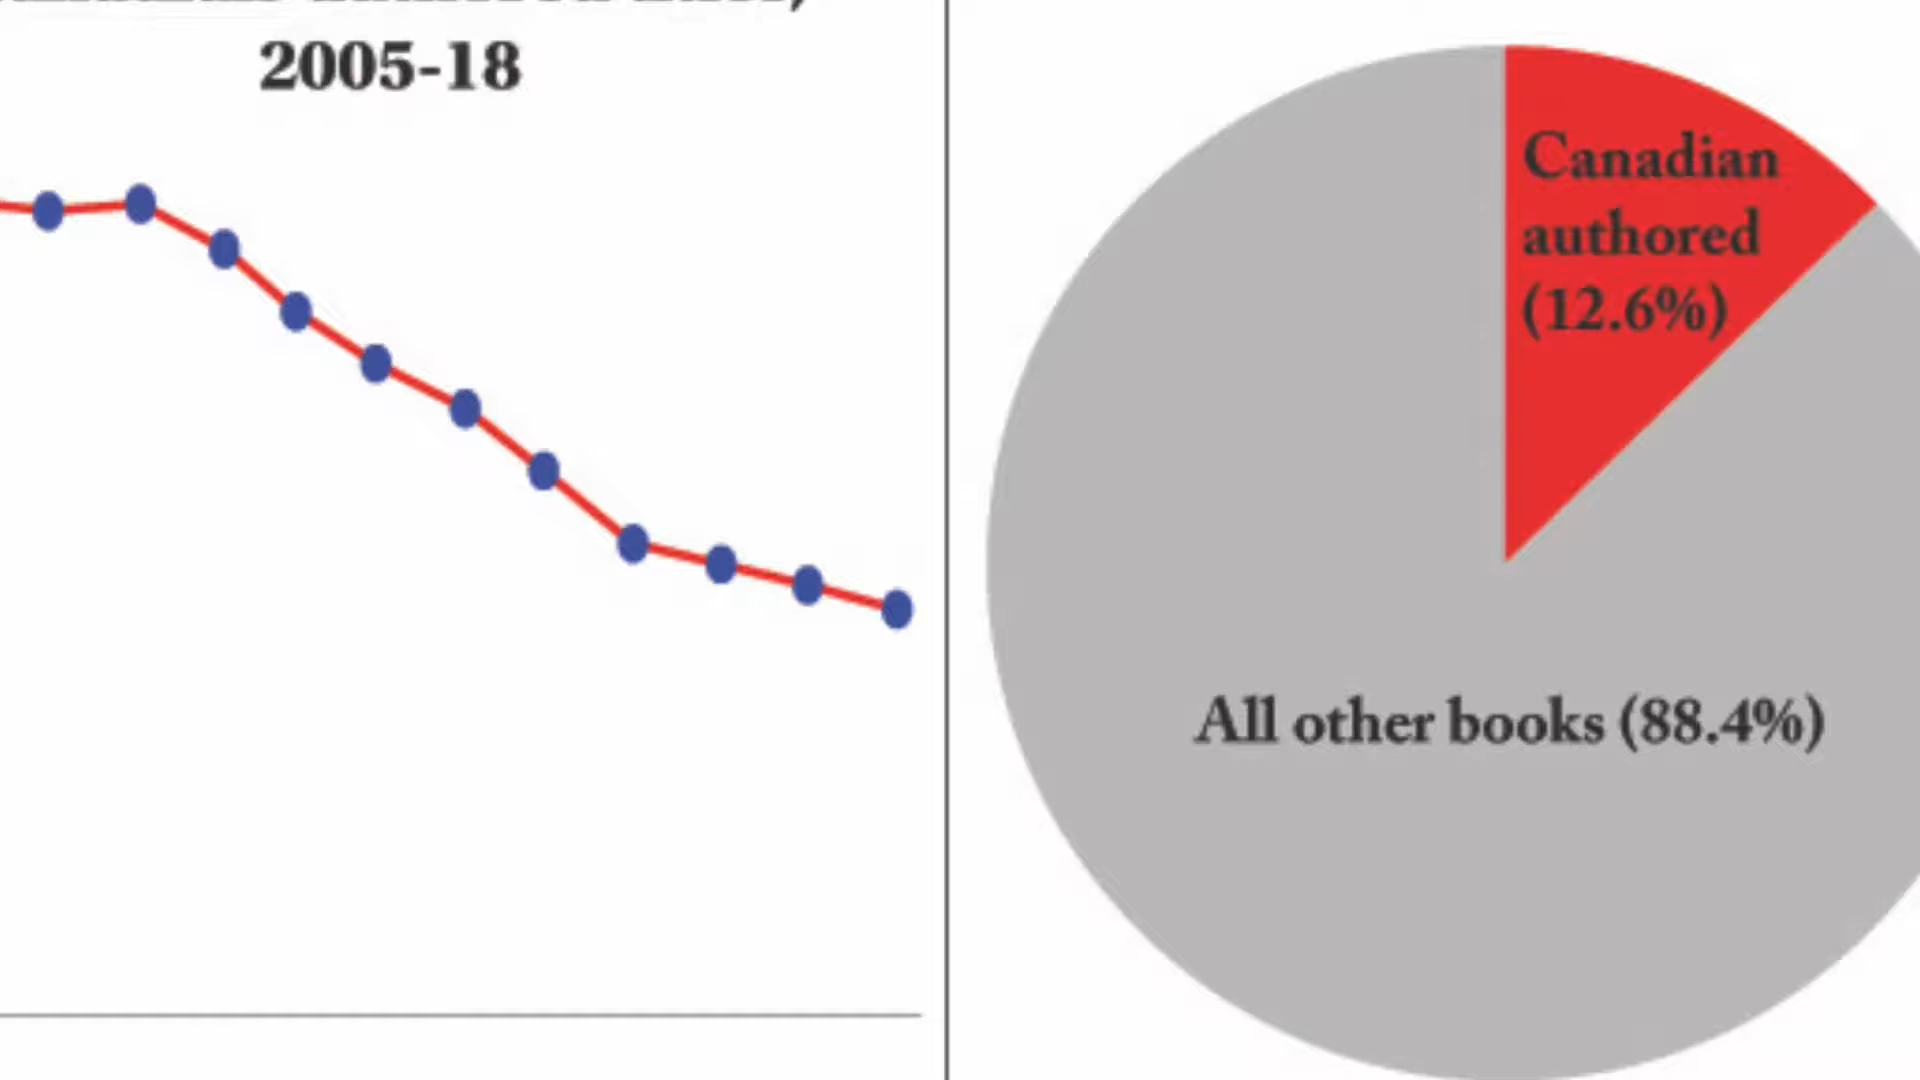 2005-18
Canadian
authored
(12.6%)
All other books (88.4%)